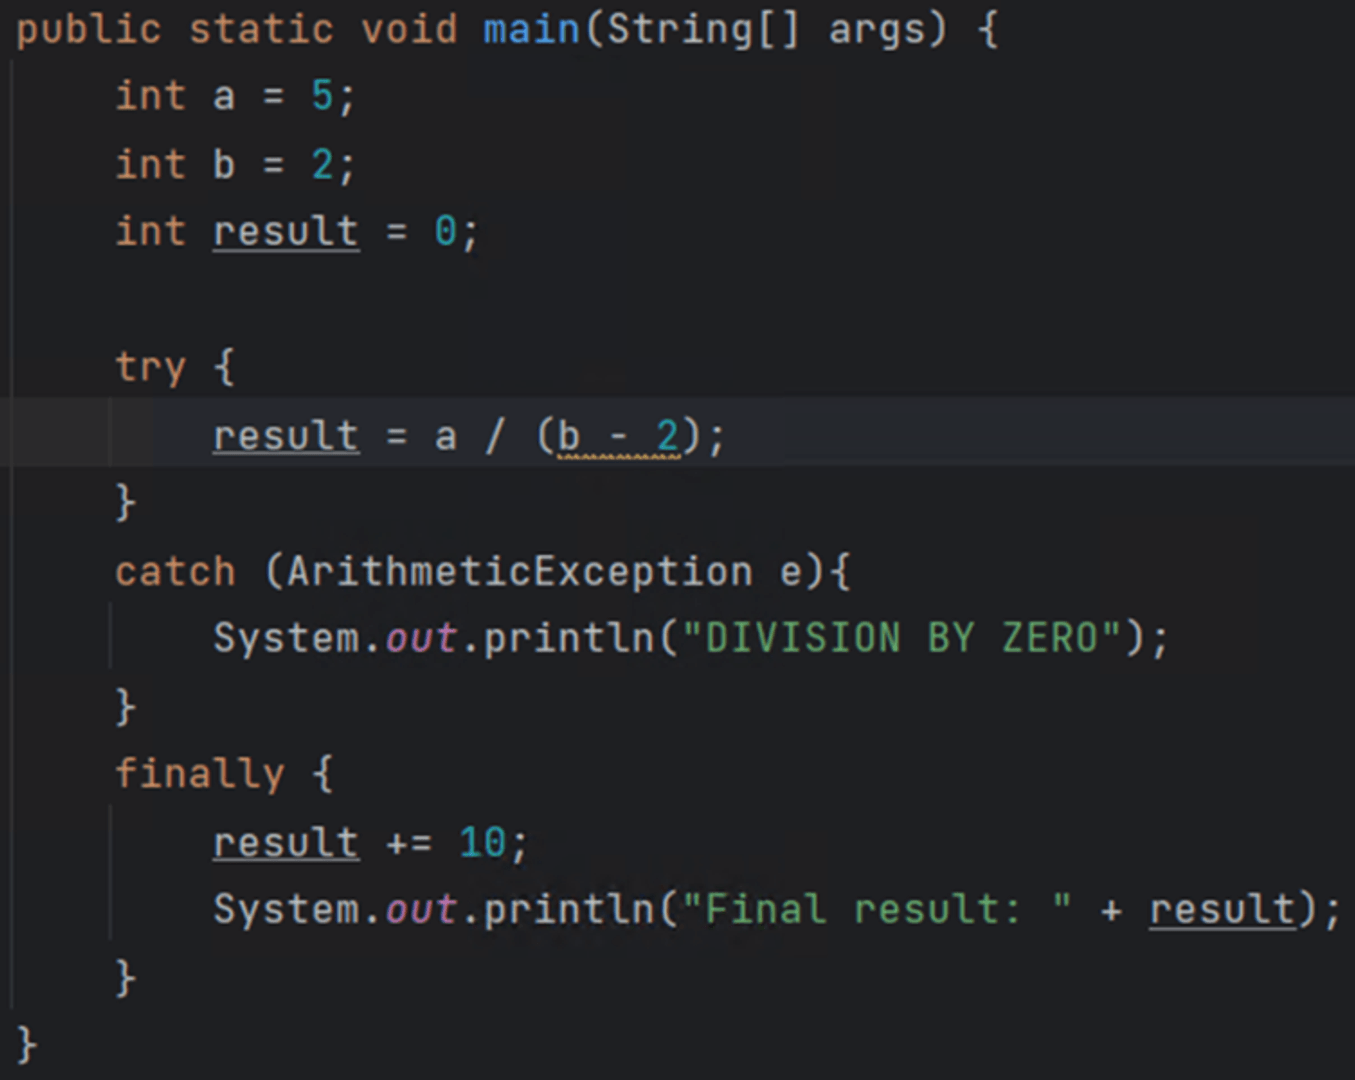 public static void main(String[] args) {
    int a = 5;
    int b = 2;
    int result = 0;

    try {
        result = a / (b - 2);
    }
    catch (ArithmeticException e){
        System.out.println("DIVISION BY ZERO");
    }
    finally {
        result += 10;
        System.out.println("Final result: " + result);
    }
}